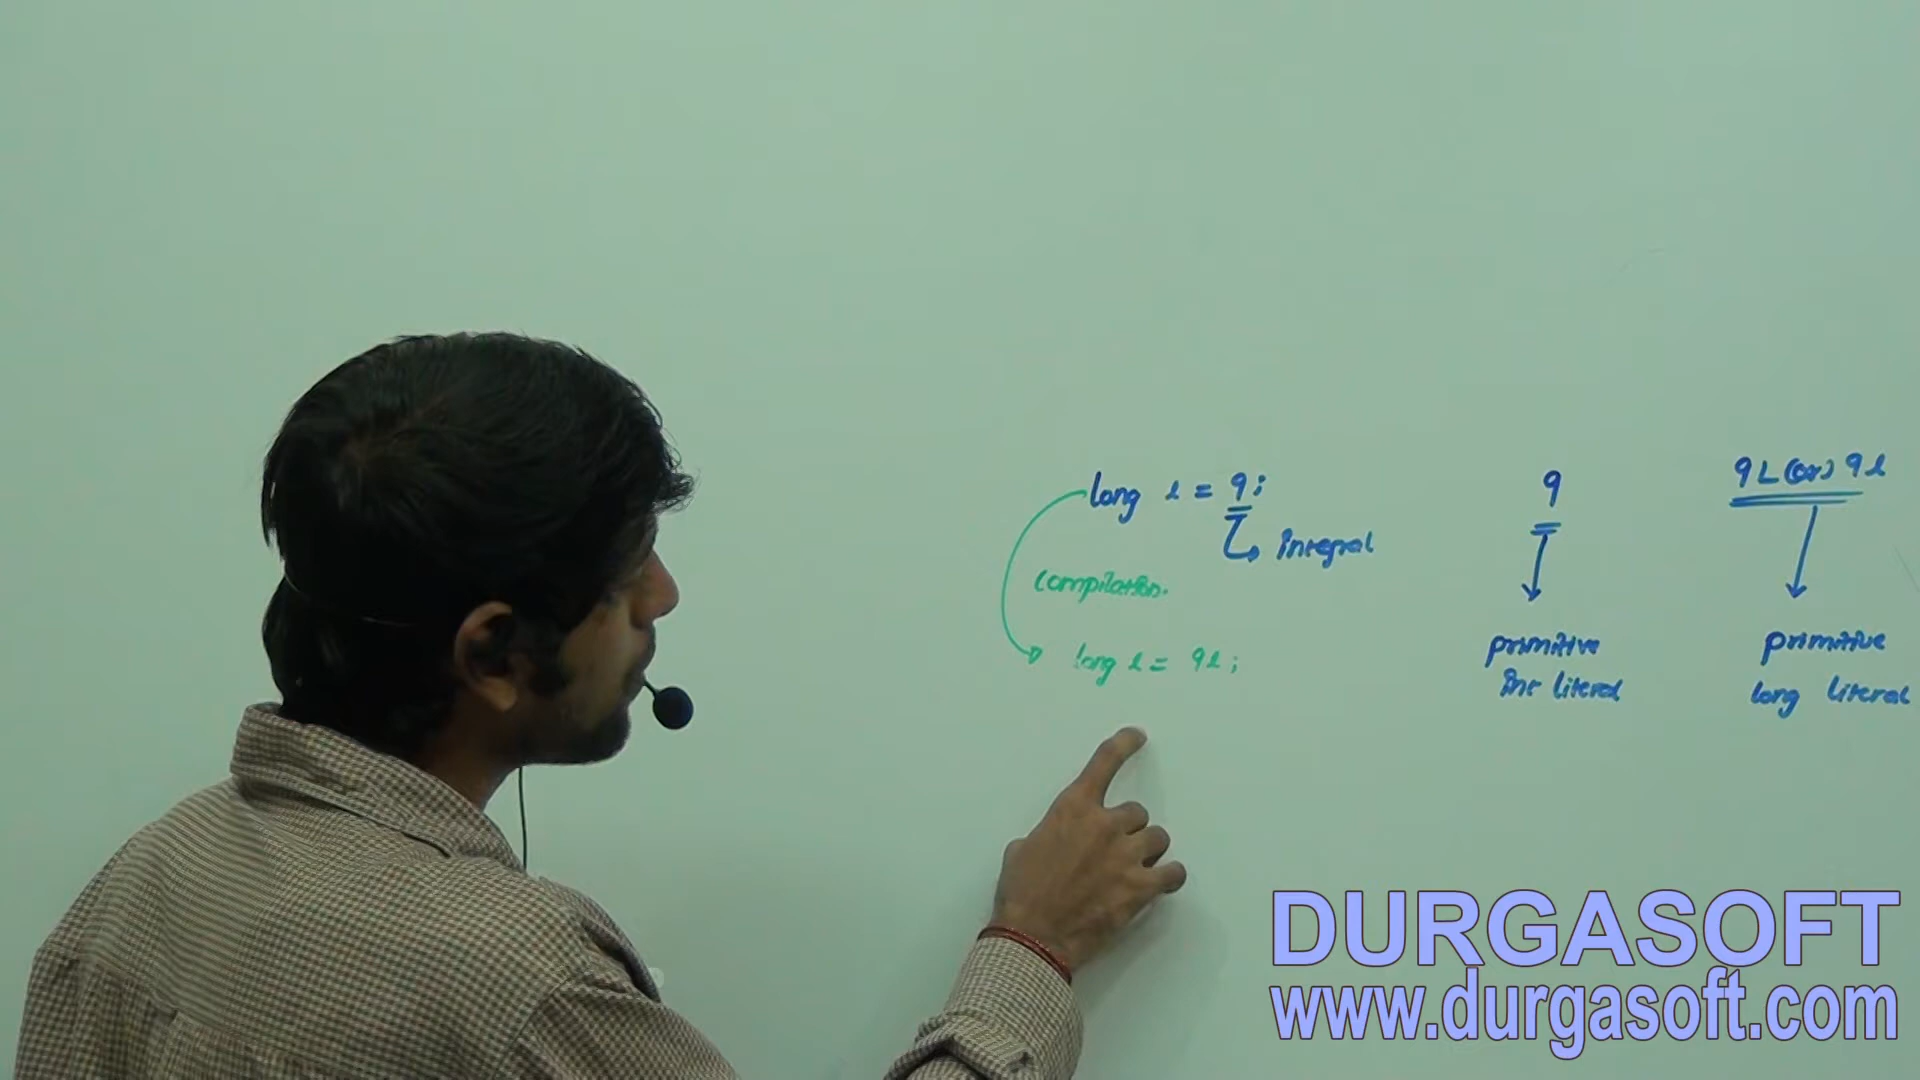 long l = 9;
integral
compilation.
long l = 9l;
9
primitive
int literal
9L (or) 9l
primitive
long literal
DURGASOFT
www.durgasoft.com